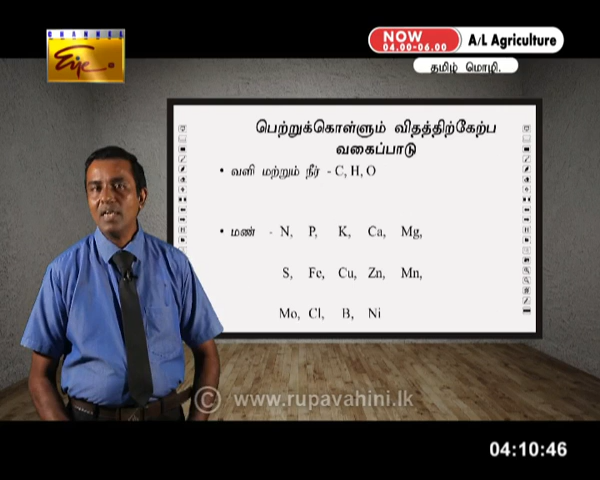 CHANNEL
Eye
NOW
04.00-06.00
A/L Agriculture
தமிழ் மொழி.
பெற்றுக்கொள்ளும் விதத்திற்கேற்ப
வகைப்பாடு
• வளி மற்றும் நீர் - C, H, O
• மண் - N, P, K, Ca, Mg,
S, Fe, Cu, Zn, Mn,
Mo, Cl, B, Ni
© www.rupavahini.lk
04:10:46